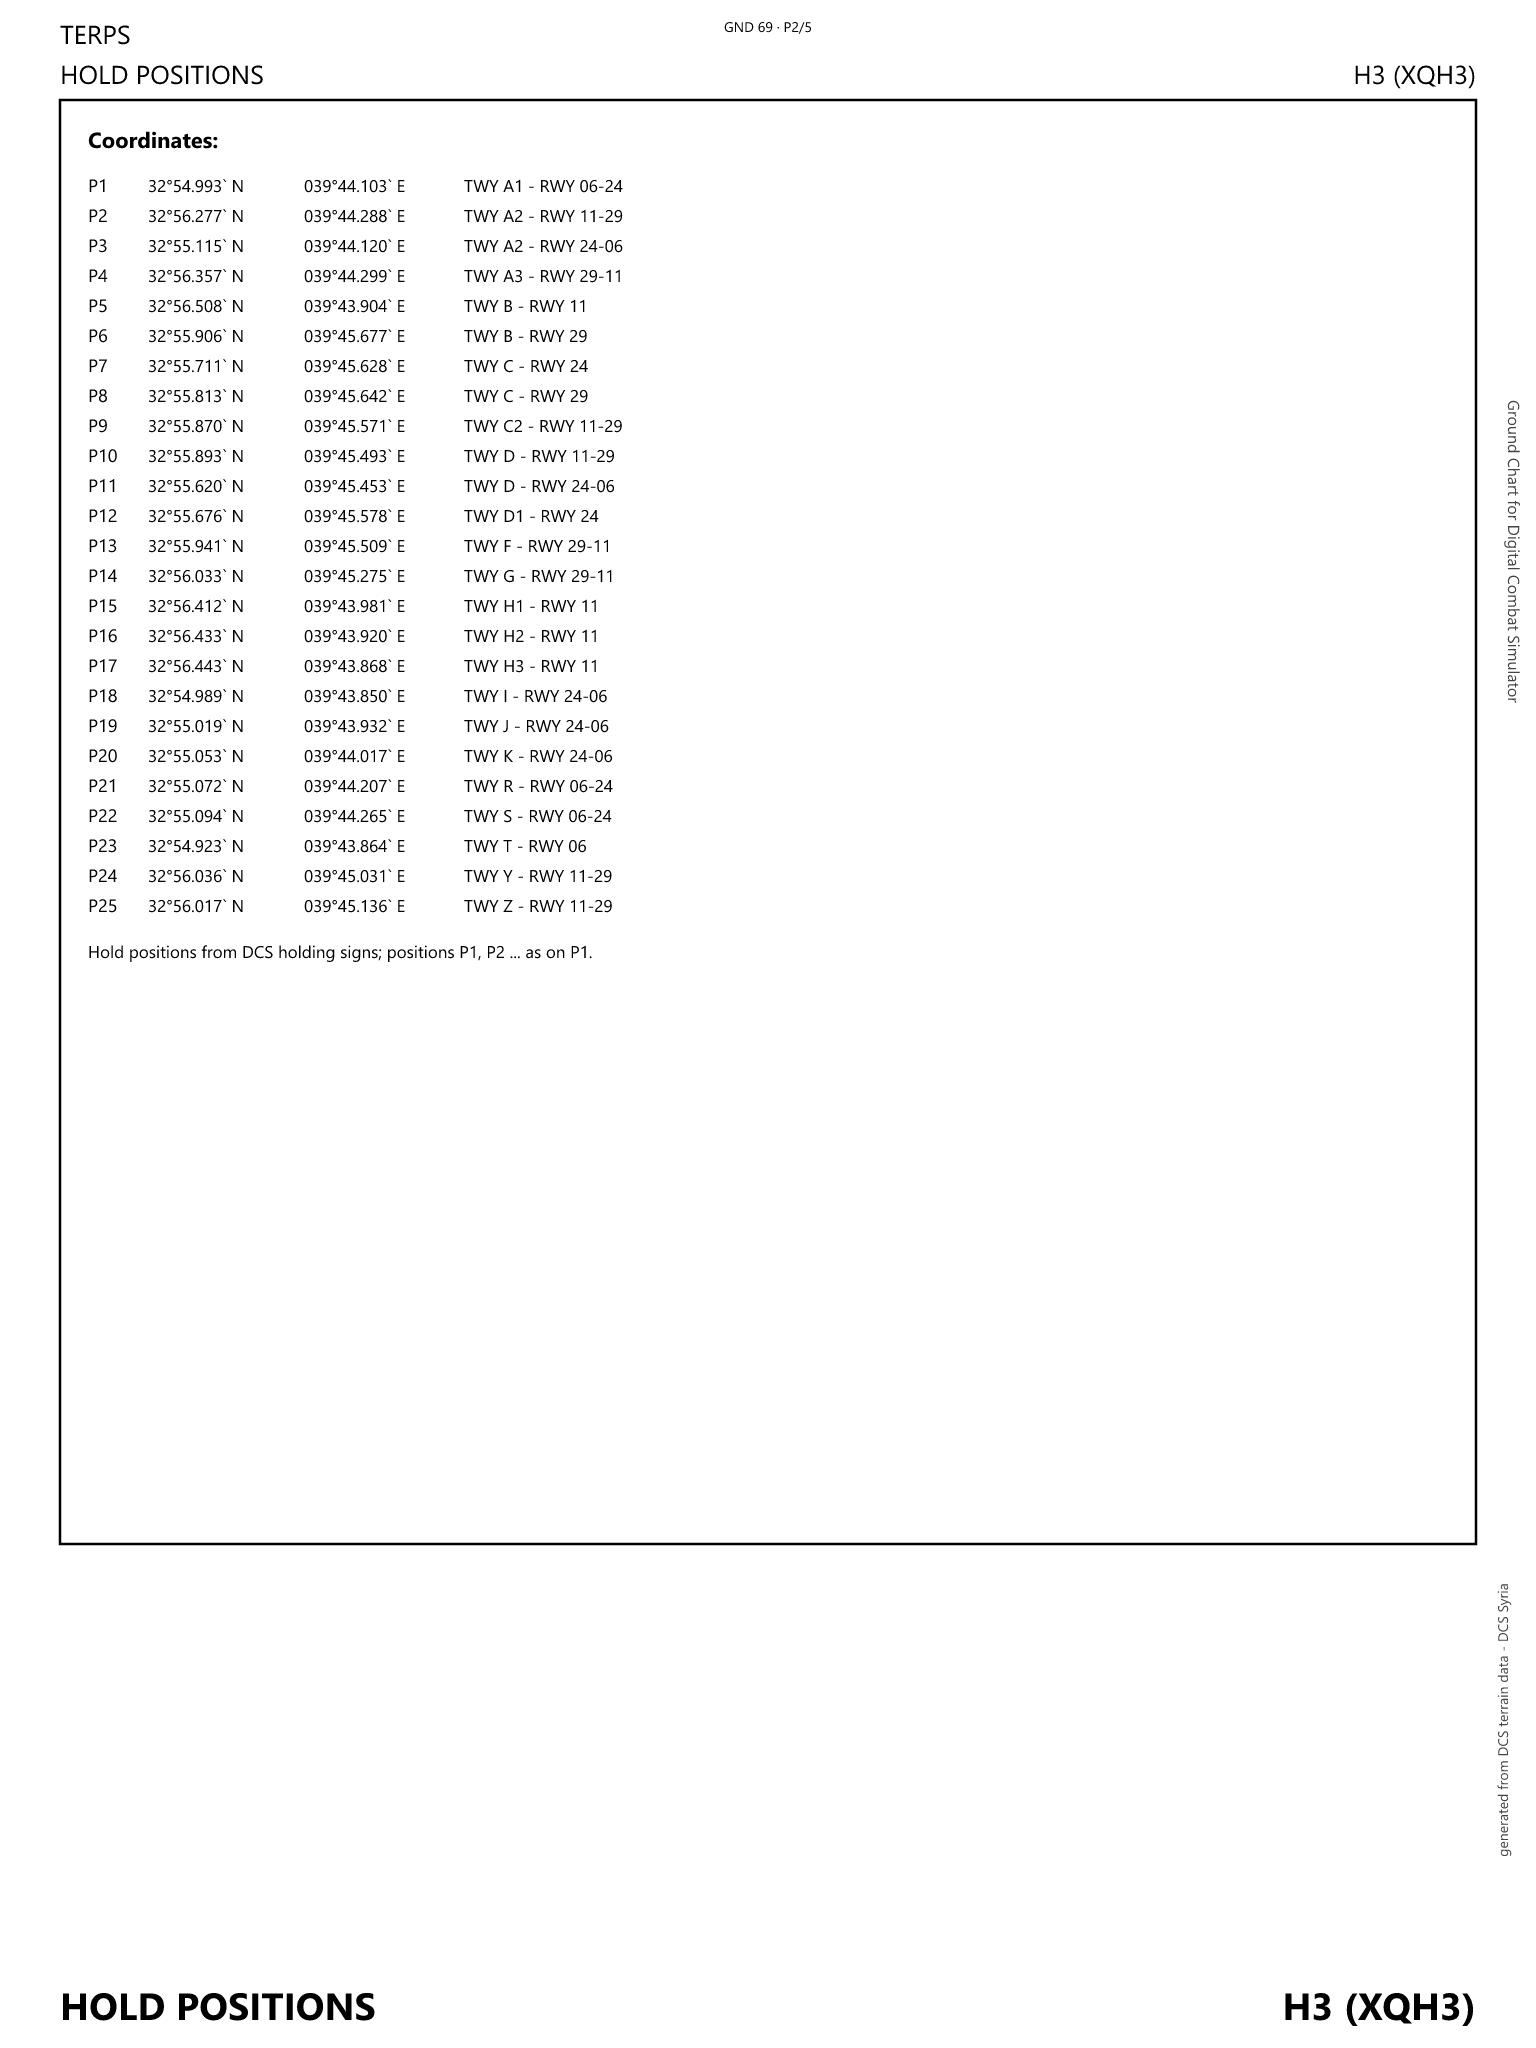 TERPS
GND 69 · P2/5
HOLD POSITIONS
H3 (XQH3)
Coordinates:
P1 32°54.993` N 039°44.103` E TWY A1 - RWY 06-24
P2 32°56.277` N 039°44.288` E TWY A2 - RWY 11-29
P3 32°55.115` N 039°44.120` E TWY A2 - RWY 24-06
P4 32°56.357` N 039°44.299` E TWY A3 - RWY 29-11
P5 32°56.508` N 039°43.904` E TWY B - RWY 11
P6 32°55.906` N 039°45.677` E TWY B - RWY 29
P7 32°55.711` N 039°45.628` E TWY C - RWY 24
P8 32°55.813` N 039°45.642` E TWY C - RWY 29
P9 32°55.870` N 039°45.571` E TWY C2 - RWY 11-29
P10 32°55.893` N 039°45.493` E TWY D - RWY 11-29
P11 32°55.620` N 039°45.453` E TWY D - RWY 24-06
P12 32°55.676` N 039°45.578` E TWY D1 - RWY 24
P13 32°55.941` N 039°45.509` E TWY F - RWY 29-11
P14 32°56.033` N 039°45.275` E TWY G - RWY 29-11
P15 32°56.412` N 039°43.981` E TWY H1 - RWY 11
P16 32°56.433` N 039°43.920` E TWY H2 - RWY 11
P17 32°56.443` N 039°43.868` E TWY H3 - RWY 11
P18 32°54.989` N 039°43.850` E TWY I - RWY 24-06
P19 32°55.019` N 039°43.932` E TWY J - RWY 24-06
P20 32°55.053` N 039°44.017` E TWY K - RWY 24-06
P21 32°55.072` N 039°44.207` E TWY R - RWY 06-24
P22 32°55.094` N 039°44.265` E TWY S - RWY 06-24
P23 32°54.923` N 039°43.864` E TWY T - RWY 06
P24 32°56.036` N 039°45.031` E TWY Y - RWY 11-29
P25 32°56.017` N 039°45.136` E TWY Z - RWY 11-29
Hold positions from DCS holding signs; positions P1, P2 ... as on P1.
Ground Chart for Digital Combat Simulator
generated from DCS terrain data - DCS Syria
HOLD POSITIONS
H3 (XQH3)